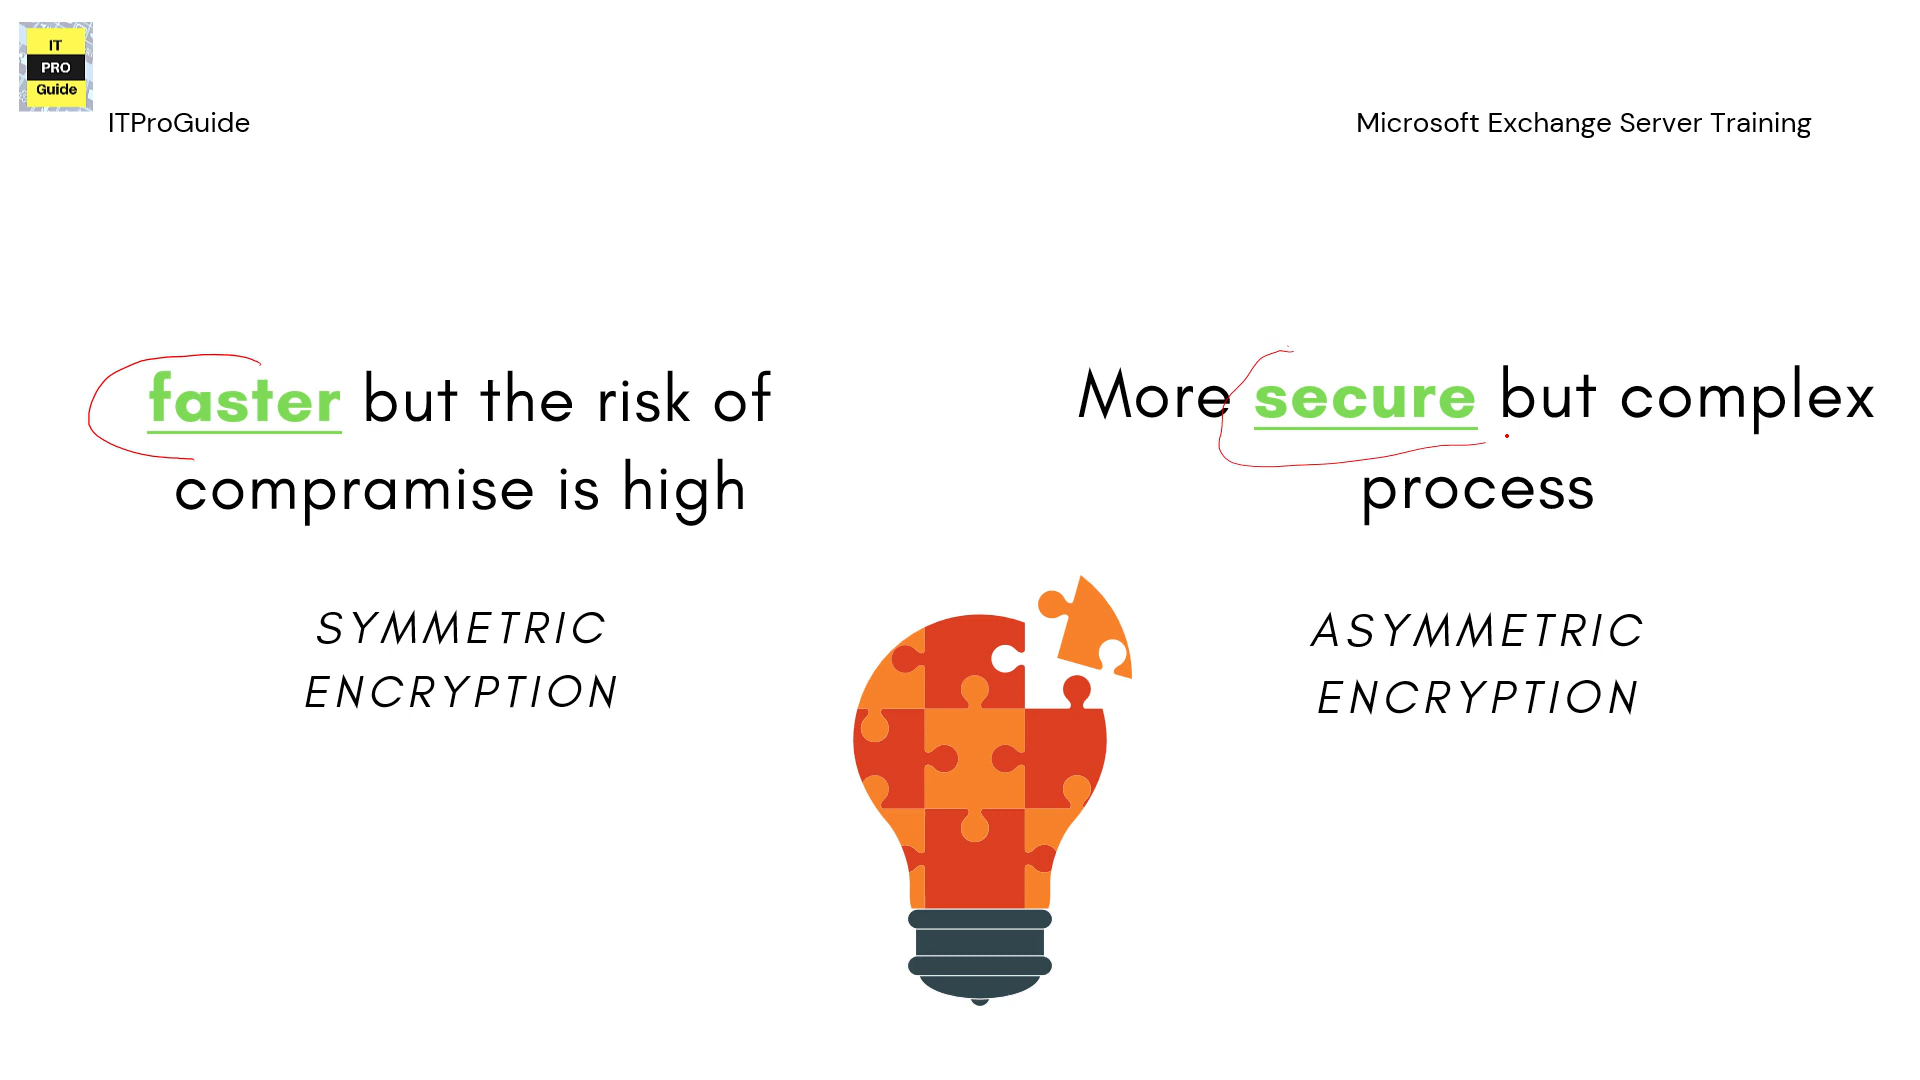 IT
PRO
Guide
ITProGuide
Microsoft Exchange Server Training
faster but the risk of
compramise is high
More secure but complex
process
SYMMETRIC
ENCRYPTION
ASYMMETRIC
ENCRYPTION